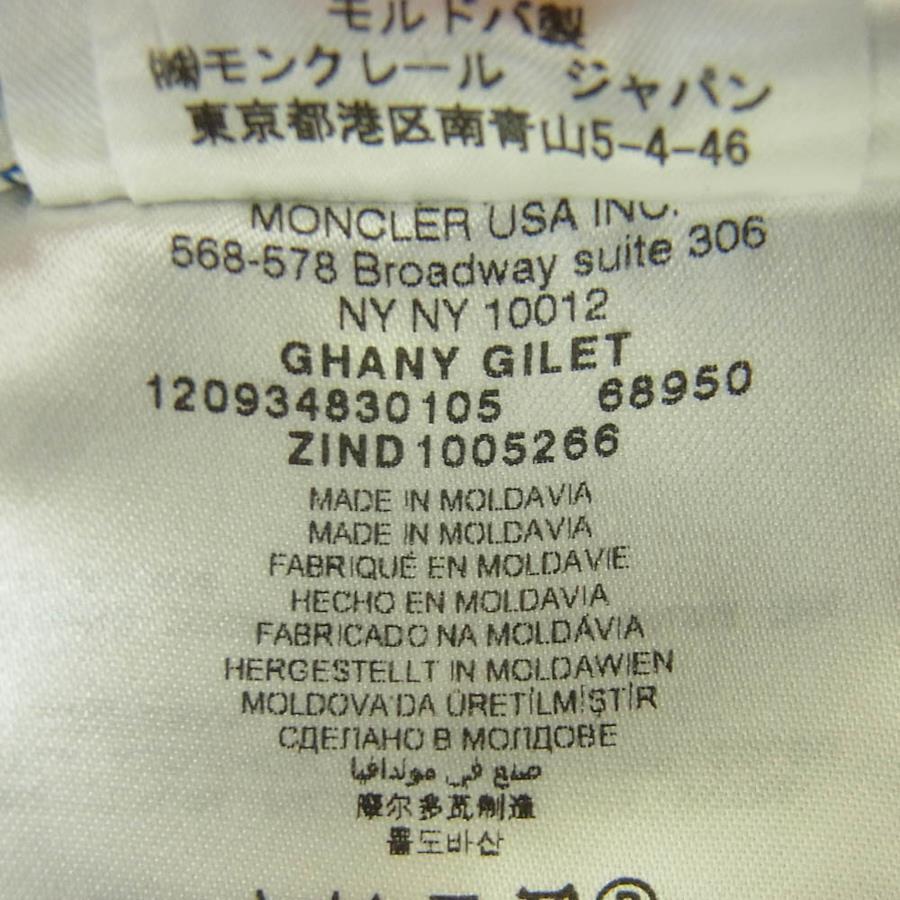 モルドバ製
㈱モンクレール ジャパン
東京都港区南青山5-4-46
MONCLER USA INC.
568-578 Broadway suite 306
NY NY 10012
GHANY GILET
120934830105 68950
ZIND1005266
MADE IN MOLDAVIA
MADE IN MOLDAVIA
FABRIQUÉ EN MOLDAVIE
HECHO EN MOLDAVIA
FABRICADO NA MOLDÁVIA
HERGESTELLT IN MOLDAWIEN
MOLDOVA'DA ÜRETİLMİŞTİR
СДЕЛАНО В МОЛДОВЕ
صنع في مولدافيا
摩尔多瓦制造
몰도바산